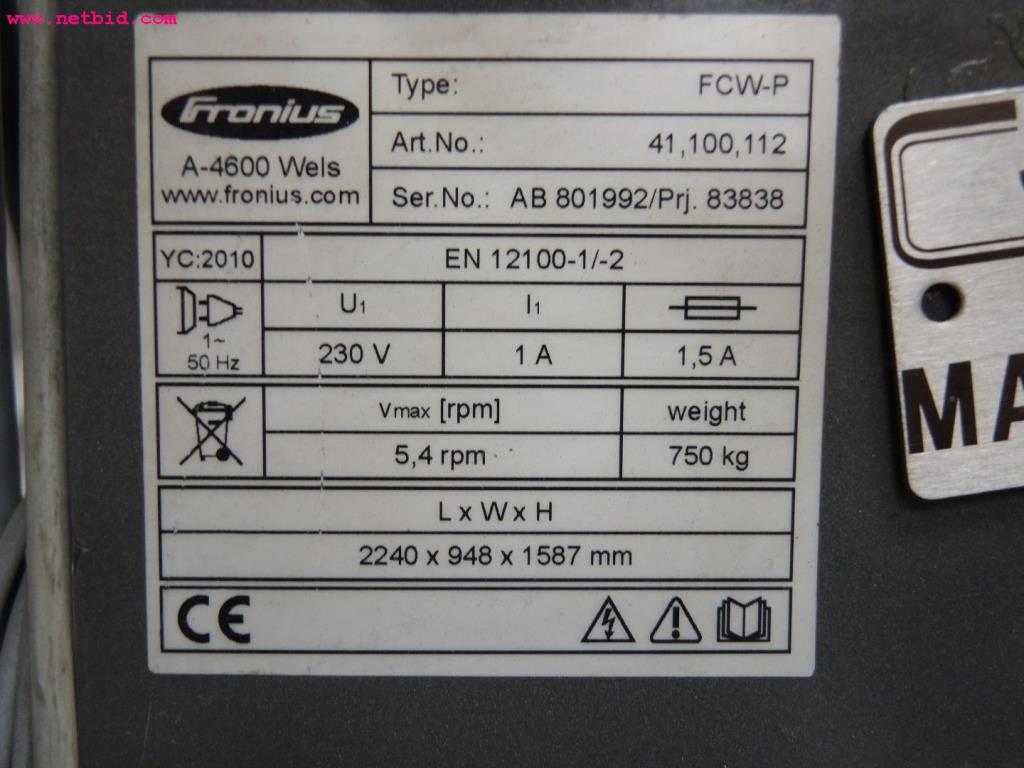 www.netbid.com
Fronius
A-4600 Wels
www.fronius.com
Type: FCW-P
Art.No.: 41,100,112
Ser.No.: AB 801992/Prj. 83838
YC:2010 EN 12100-1/-2
1~
50 Hz
U1 I1
230 V 1 A 1,5 A
Vmax [rpm] weight
5,4 rpm 750 kg
L x W x H
2240 x 948 x 1587 mm
CE
MA